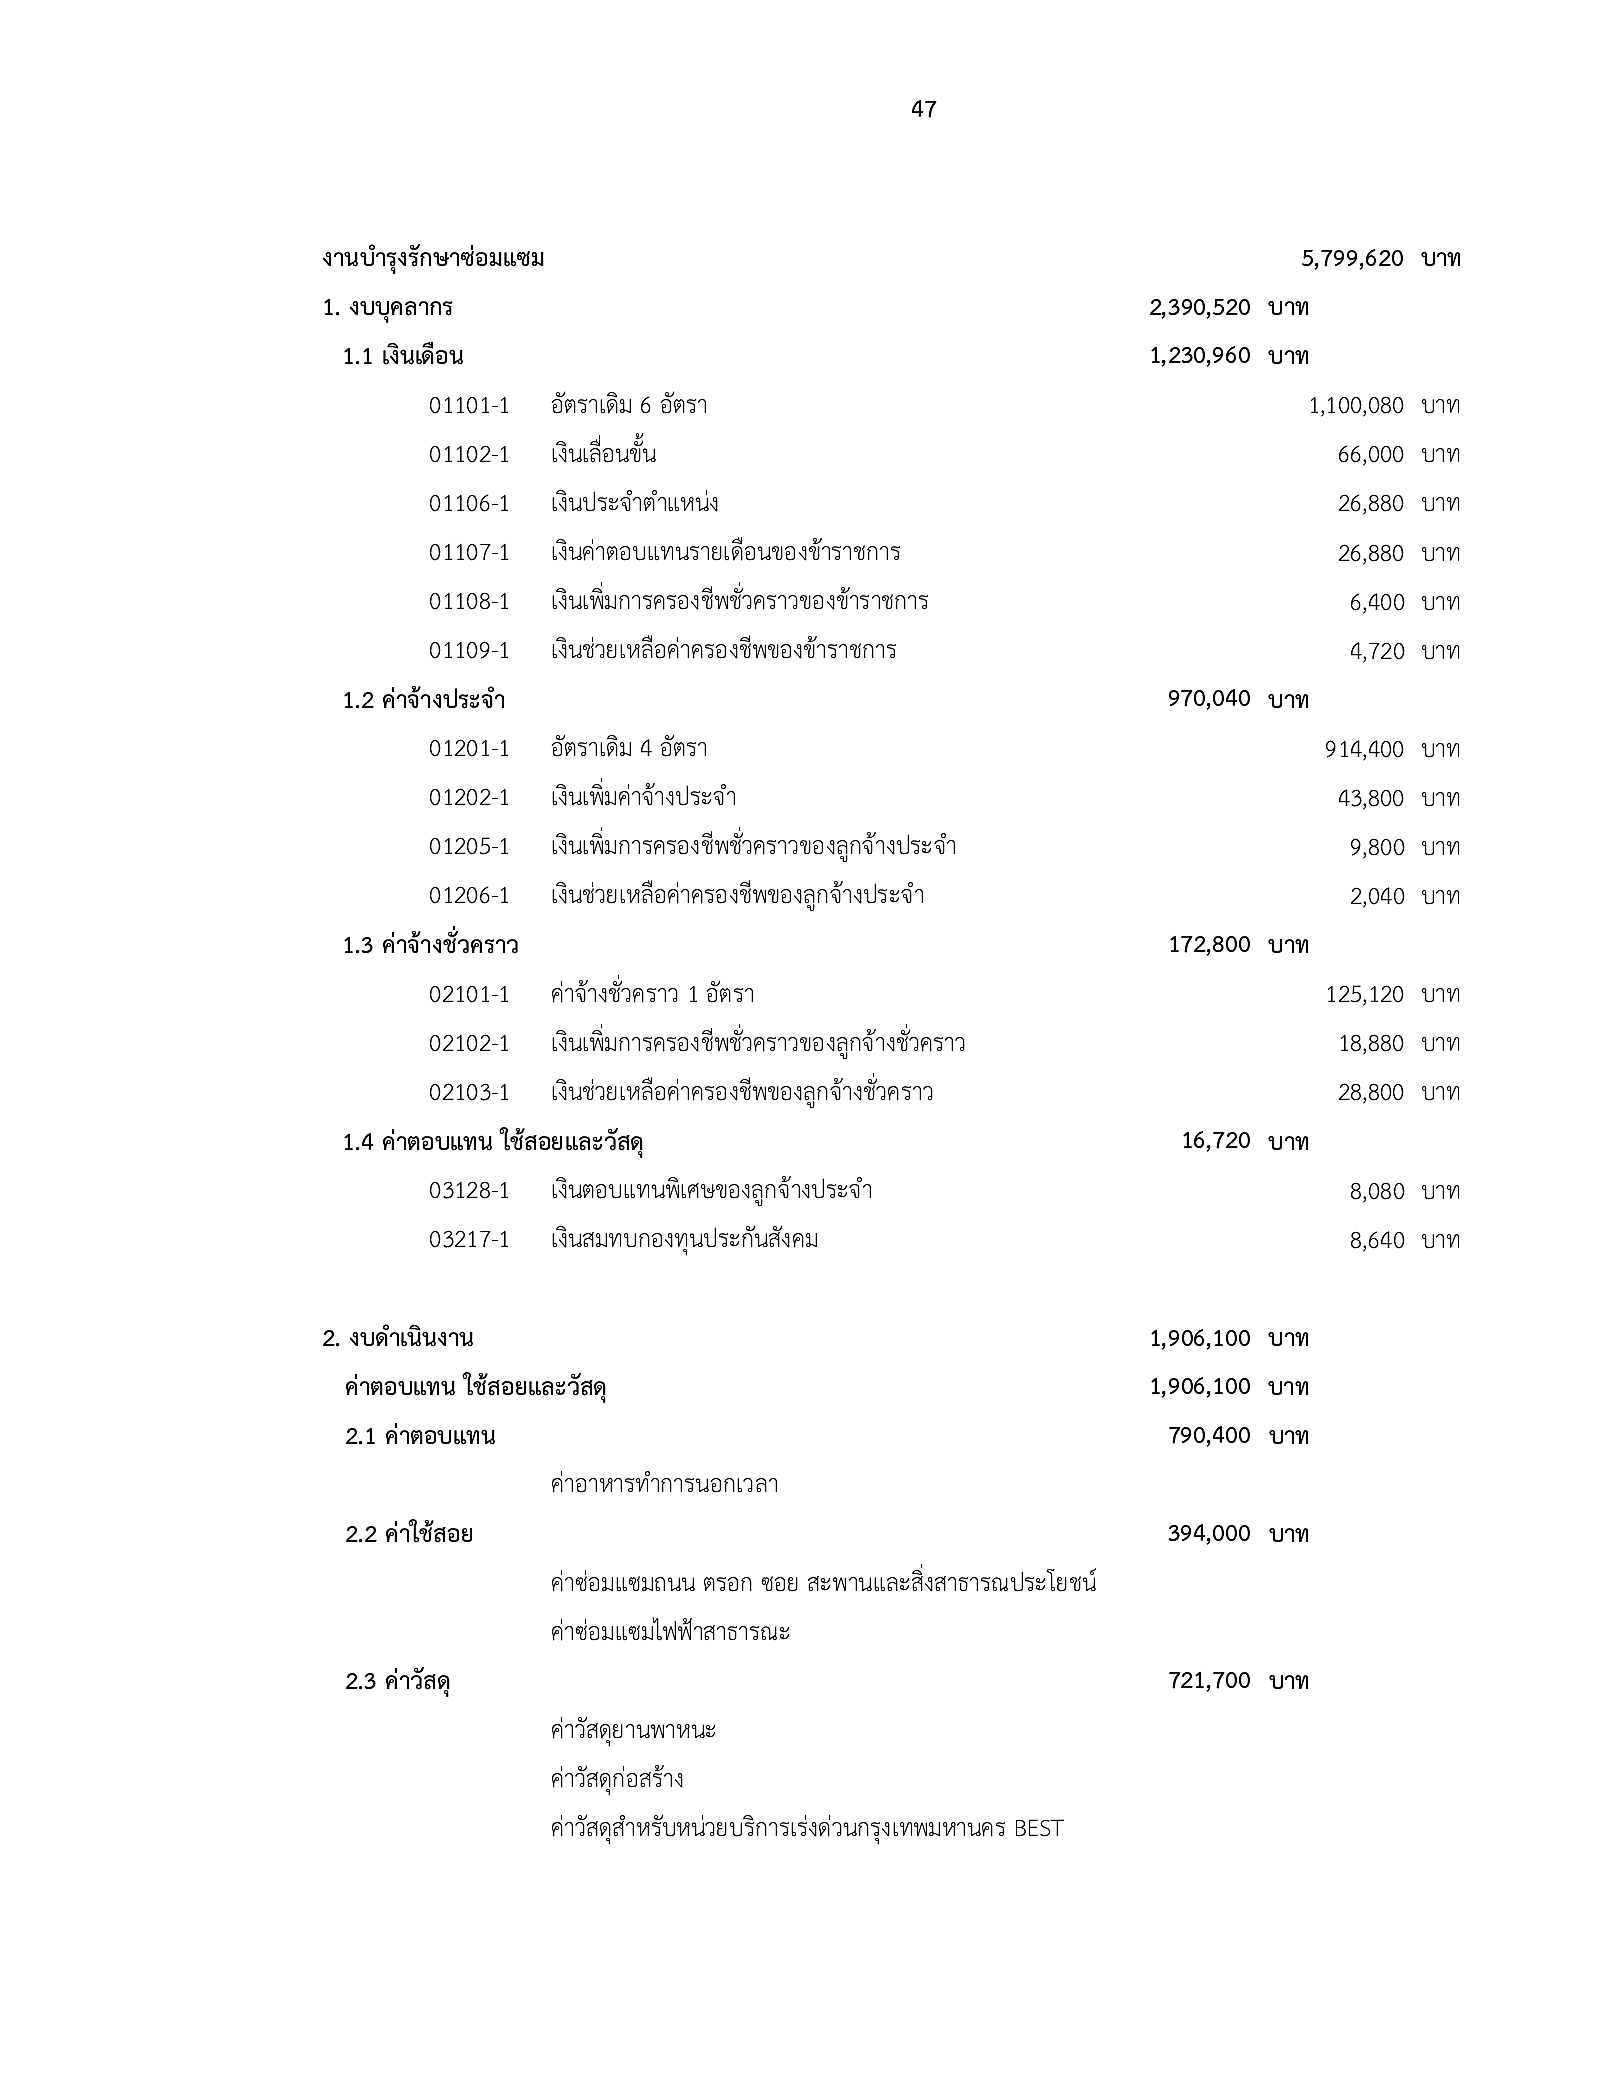 47
งานบำรุงรักษาซ่อมแซม 5,799,620 บาท
1. งบบุคลากร 2,390,520 บาท
1.1 เงินเดือน 1,230,960 บาท
01101-1 อัตราเดิม 6 อัตรา 1,100,080 บาท
01102-1 เงินเลื่อนขั้น 66,000 บาท
01106-1 เงินประจำตำแหน่ง 26,880 บาท
01107-1 เงินค่าตอบแทนรายเดือนของข้าราชการ 26,880 บาท
01108-1 เงินเพิ่มการครองชีพชั่วคราวของข้าราชการ 6,400 บาท
01109-1 เงินช่วยเหลือค่าครองชีพของข้าราชการ 4,720 บาท
1.2 ค่าจ้างประจำ 970,040 บาท
01201-1 อัตราเดิม 4 อัตรา 914,400 บาท
01202-1 เงินเพิ่มค่าจ้างประจำ 43,800 บาท
01205-1 เงินเพิ่มการครองชีพชั่วคราวของลูกจ้างประจำ 9,800 บาท
01206-1 เงินช่วยเหลือค่าครองชีพของลูกจ้างประจำ 2,040 บาท
1.3 ค่าจ้างชั่วคราว 172,800 บาท
02101-1 ค่าจ้างชั่วคราว 1 อัตรา 125,120 บาท
02102-1 เงินเพิ่มการครองชีพชั่วคราวของลูกจ้างชั่วคราว 18,880 บาท
02103-1 เงินช่วยเหลือค่าครองชีพของลูกจ้างชั่วคราว 28,800 บาท
1.4 ค่าตอบแทน ใช้สอยและวัสดุ 16,720 บาท
03128-1 เงินตอบแทนพิเศษของลูกจ้างประจำ 8,080 บาท
03217-1 เงินสมทบกองทุนประกันสังคม 8,640 บาท
2. งบดำเนินงาน 1,906,100 บาท
ค่าตอบแทน ใช้สอยและวัสดุ 1,906,100 บาท
2.1 ค่าตอบแทน 790,400 บาท
ค่าอาหารทำการนอกเวลา
2.2 ค่าใช้สอย 394,000 บาท
ค่าซ่อมแซมถนน ตรอก ซอย สะพานและสิ่งสาธารณประโยชน์
ค่าซ่อมแซมไฟฟ้าสาธารณะ
2.3 ค่าวัสดุ 721,700 บาท
ค่าวัสดุยานพาหนะ
ค่าวัสดุก่อสร้าง
ค่าวัสดุสำหรับหน่วยบริการเร่งด่วนกรุงเทพมหานคร BEST